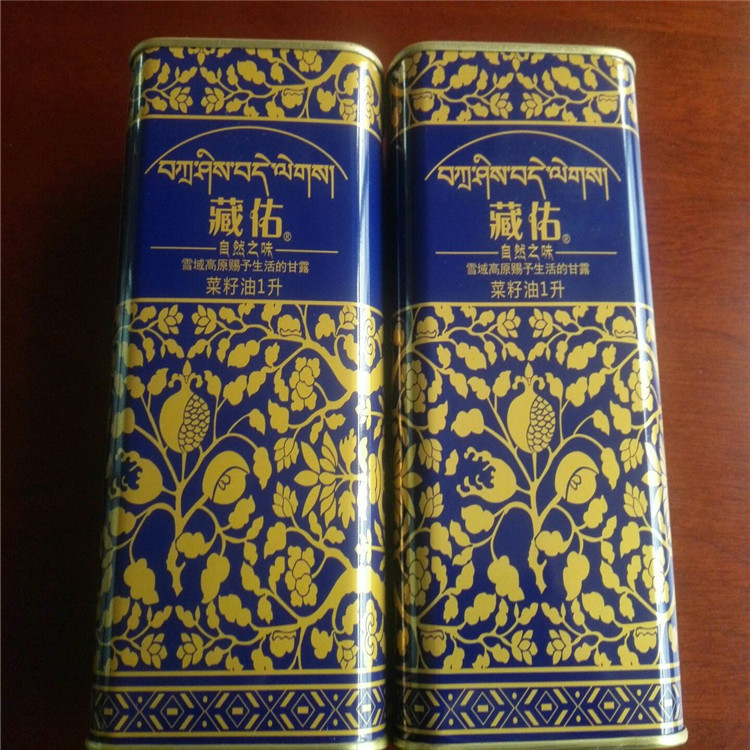 བཀྲ་ཤིས་བདེ་ལེགས།
藏佑®
自然之味
雪域高原赐予生活的甘露
菜籽油1升
བཀྲ་ཤིས་བདེ་ལེགས།
藏佑®
自然之味
雪域高原赐予生活的甘露
菜籽油1升